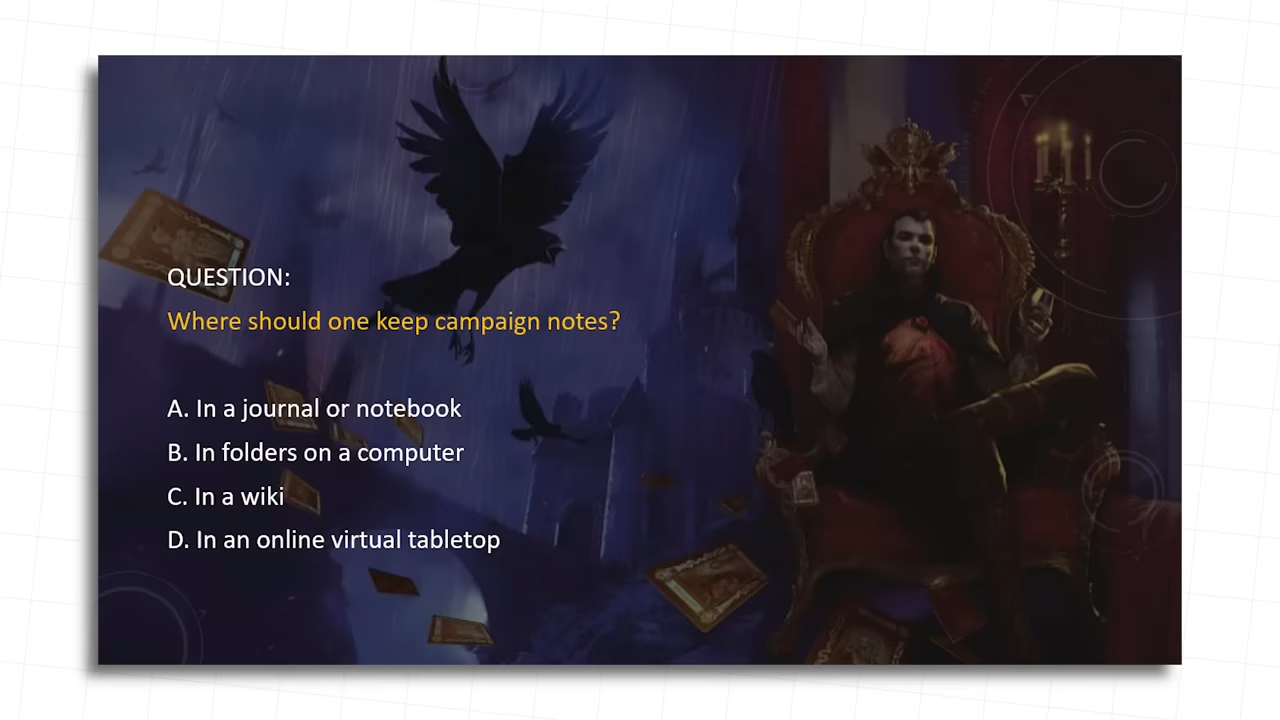 QUESTION:
Where should one keep campaign notes?
A. In a journal or notebook
B. In folders on a computer
C. In a wiki
D. In an online virtual tabletop